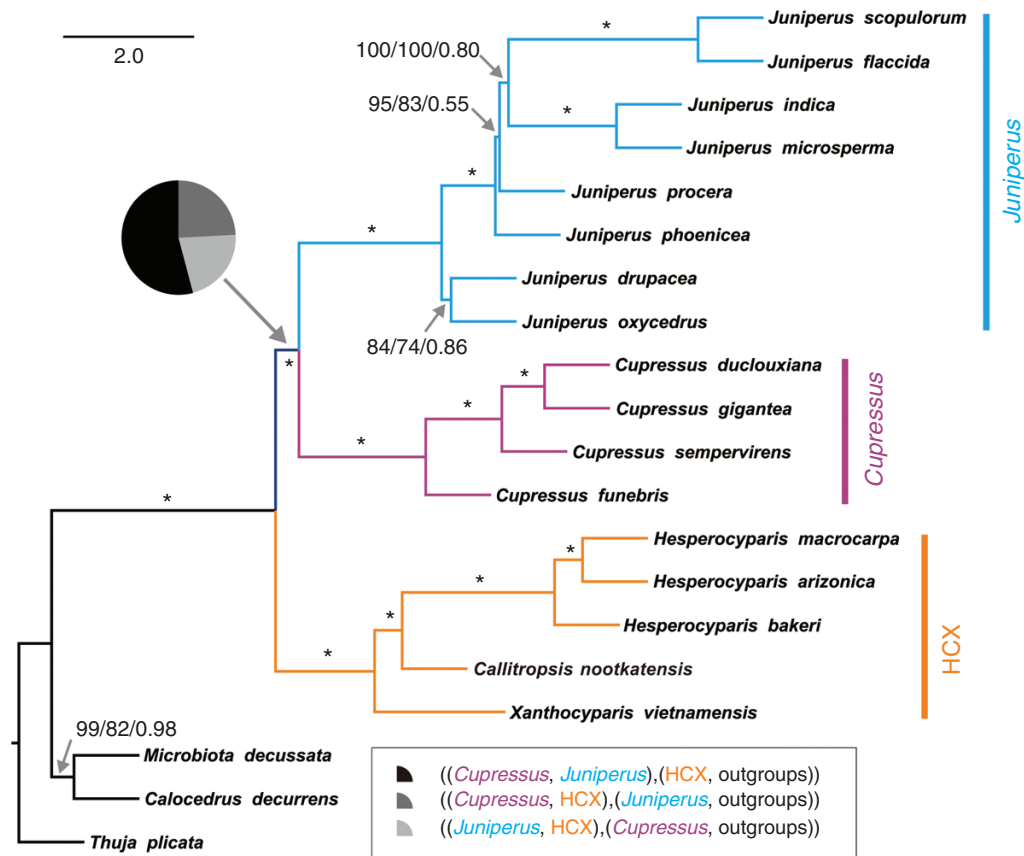 2.0
*
Juniperus scopulorum
100/100/0.80
Juniperus flaccida
95/83/0.55
*
Juniperus indica
Juniperus microsperma
Juniperus
*
Juniperus procera
*
Juniperus phoenicea
Juniperus drupacea
84/74/0.86
Juniperus oxycedrus
*
*
Cupressus duclouxiana
*
Cupressus gigantea
Cupressus
*
Cupressus sempervirens
Cupressus funebris
*
*
Hesperocyparis macrocarpa
*
Hesperocyparis arizonica
*
Hesperocyparis bakeri
HCX
*
Callitropsis nootkatensis
Xanthocyparis vietnamensis
99/82/0.98
Microbiota decussata
Calocedrus decurrens
Thuja plicata
((Cupressus, Juniperus),(HCX, outgroups))
((Cupressus, HCX),(Juniperus, outgroups))
((Juniperus, HCX),(Cupressus, outgroups))